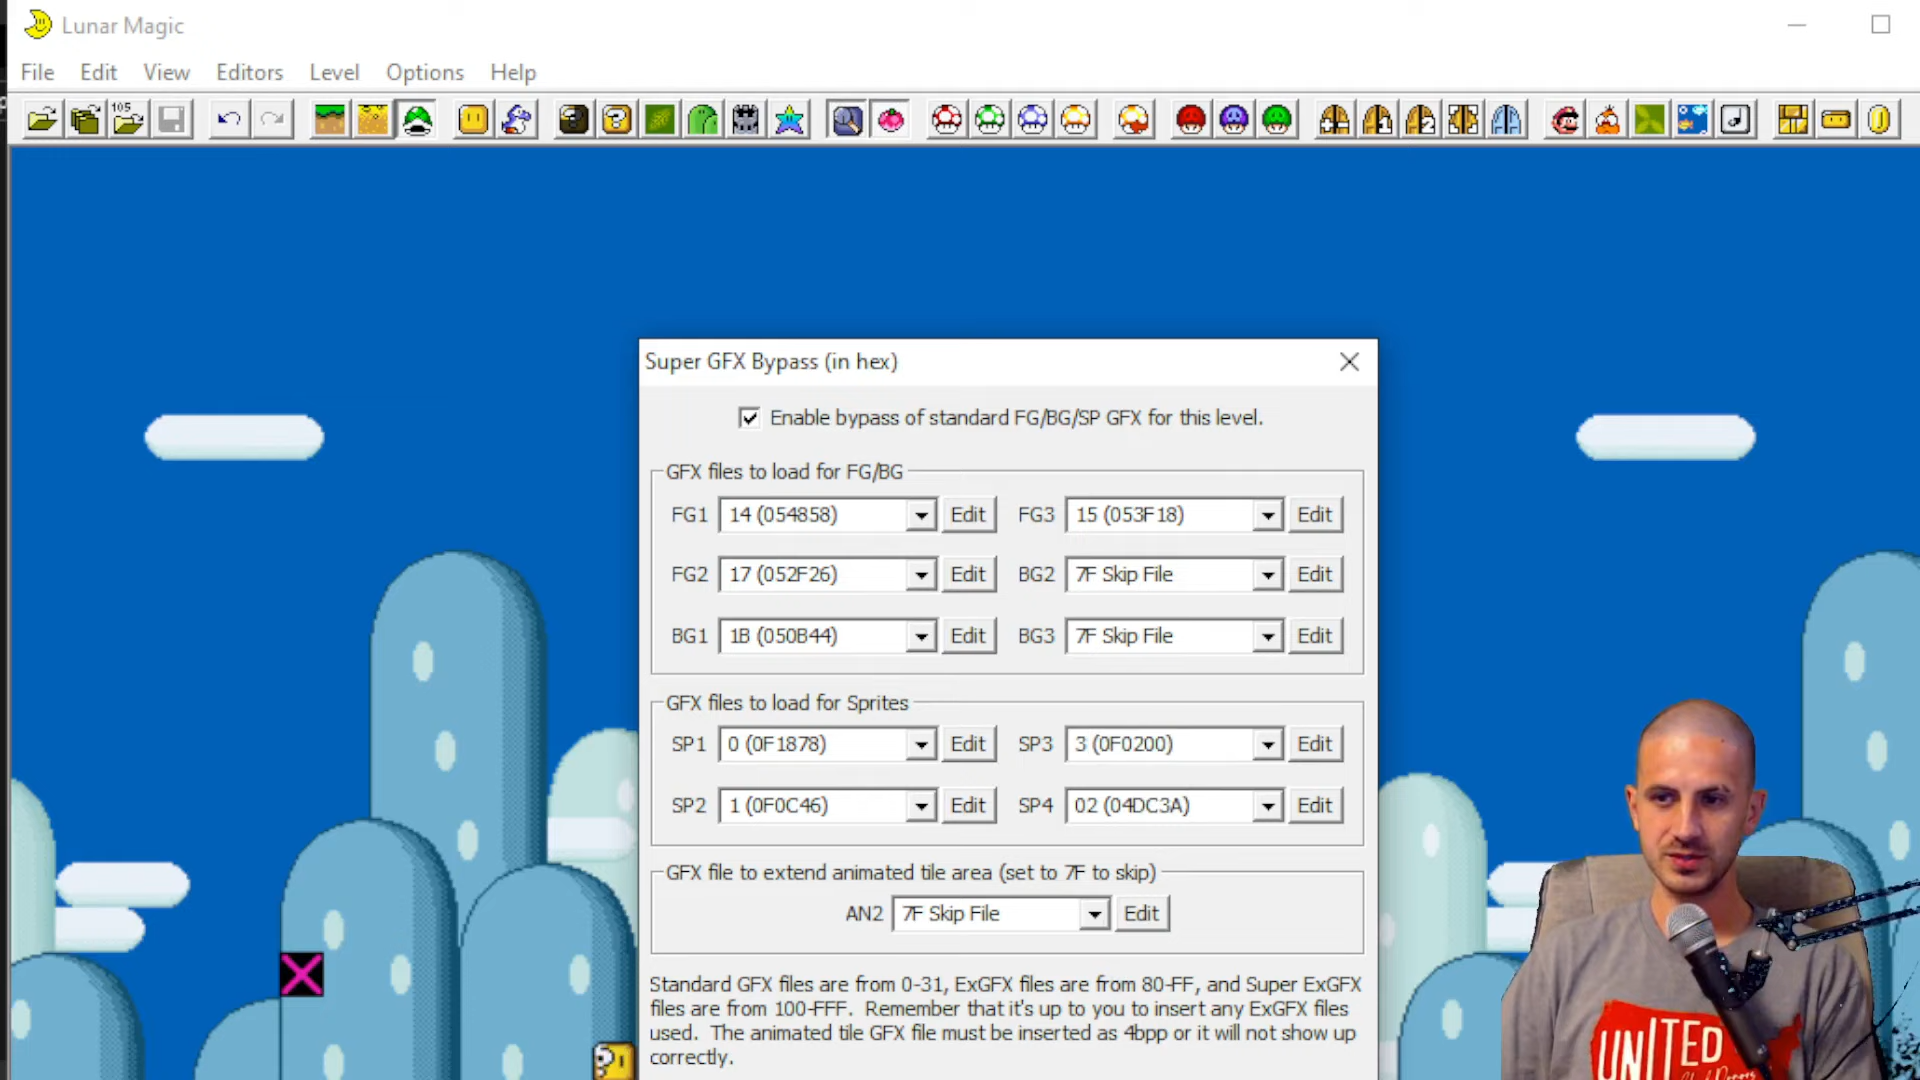 Lunar Magic
File Edit View Editors Level Options Help
105
Super GFX Bypass (in hex)
Enable bypass of standard FG/BG/SP GFX for this level.
GFX files to load for FG/BG
FG1 14 (054858) Edit FG3 15 (053F18) Edit
FG2 17 (052F26) Edit BG2 7F Skip File Edit
BG1 1B (050B44) Edit BG3 7F Skip File Edit
GFX files to load for Sprites
SP1 0 (0F1878) Edit SP3 3 (0F0200) Edit
SP2 1 (0F0C46) Edit SP4 02 (04DC3A) Edit
GFX file to extend animated tile area (set to 7F to skip)
AN2 7F Skip File Edit
Standard GFX files are from 0-31, ExGFX files are from 80-FF, and Super ExGFX
files are from 100-FFF. Remember that it's up to you to insert any ExGFX files
used. The animated tile GFX file must be inserted as 4bpp or it will not show up
correctly.
UNITED